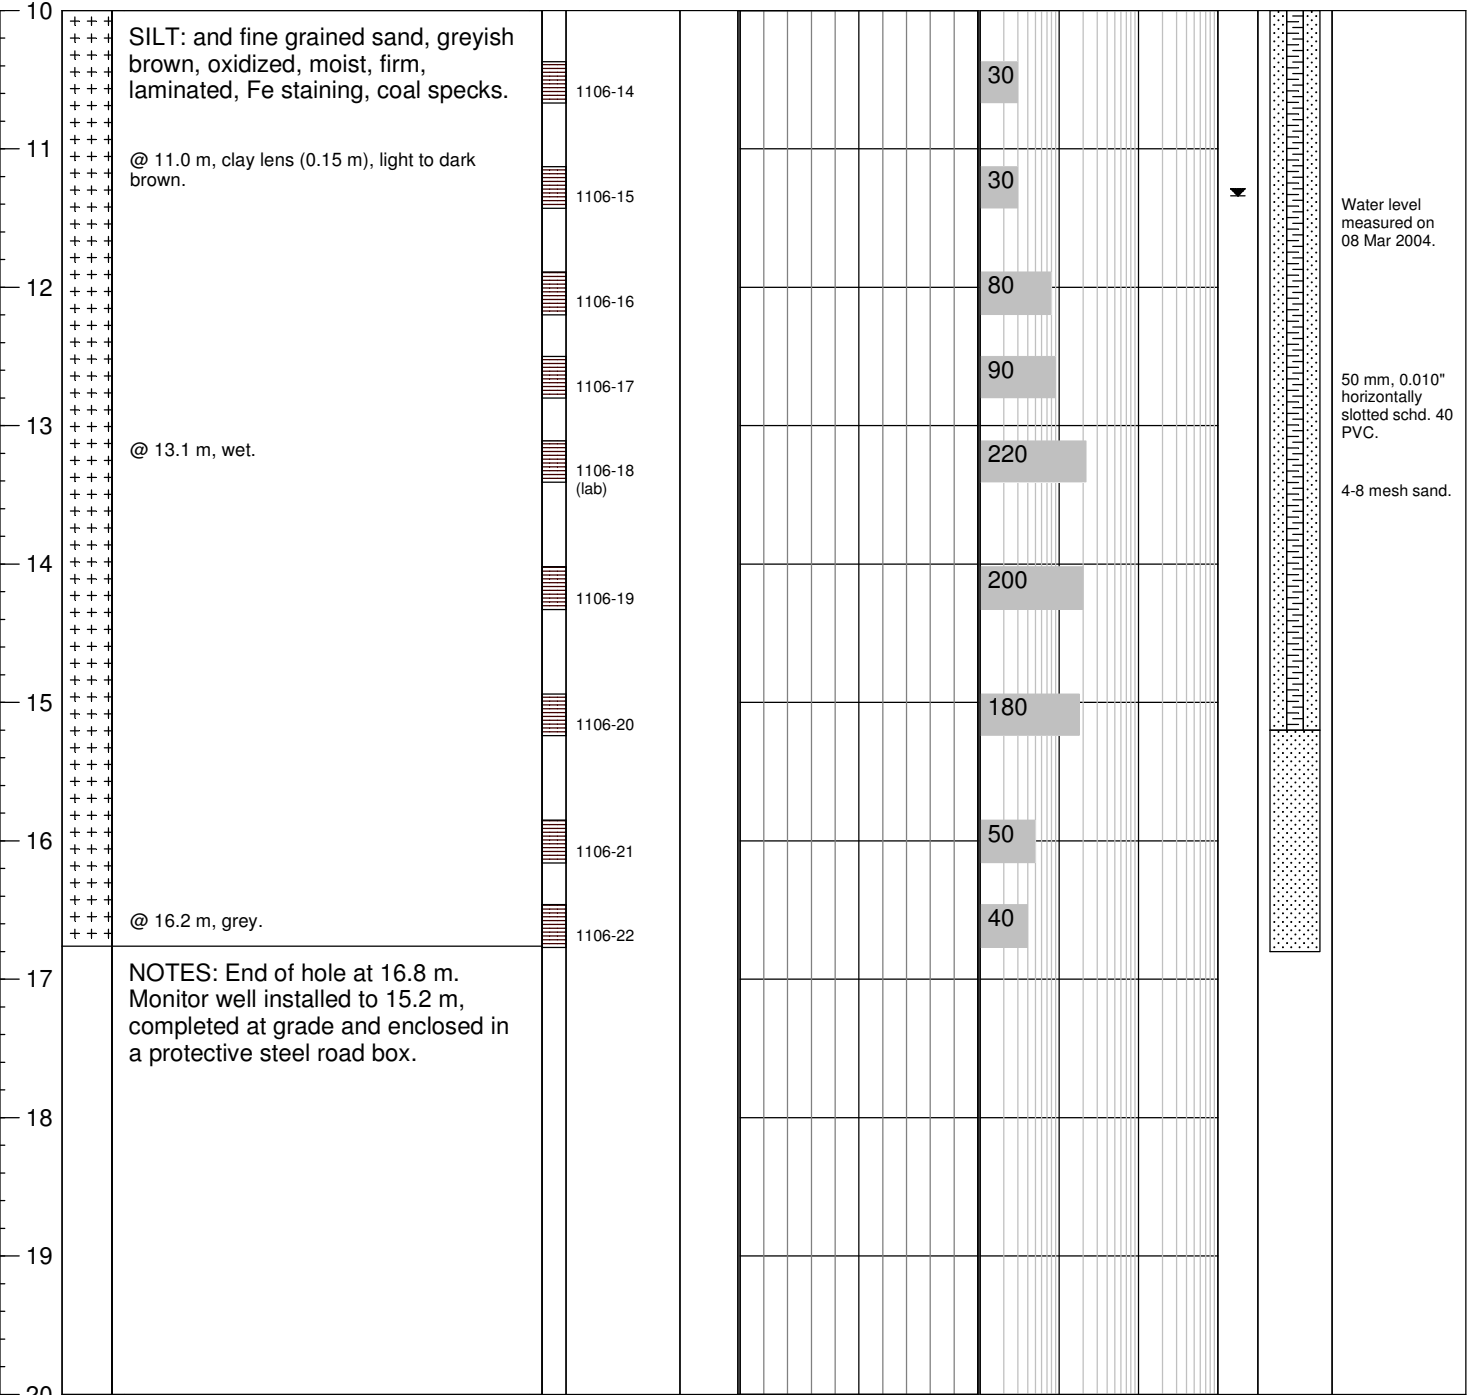 10
SILT: and fine grained sand, greyish
brown, oxidized, moist, firm,
laminated, Fe staining, coal specks.
1106-14
30
11
@ 11.0 m, clay lens (0.15 m), light to dark
brown.
1106-15
30
Water level
measured on
08 Mar 2004.
12
1106-16
80
1106-17
90
50 mm, 0.010"
horizontally
slotted schd. 40
PVC.
13
@ 13.1 m, wet.
1106-18
(lab)
220
4-8 mesh sand.
14
1106-19
200
15
1106-20
180
16
1106-21
50
@ 16.2 m, grey.
1106-22
40
17
NOTES: End of hole at 16.8 m.
Monitor well installed to 15.2 m,
completed at grade and enclosed in
a protective steel road box.
18
19
20